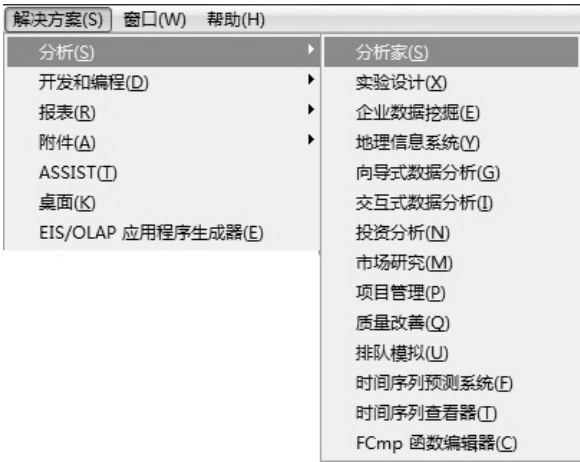 解决方案(S) 窗口(W) 帮助(H)
分析(S)
开发和编程(D)
报表(R)
附件(A)
ASSIST(T)
桌面(K)
EIS/OLAP 应用程序生成器(E)
分析家(S)
实验设计(X)
企业数据挖掘(E)
地理信息系统(Y)
向导式数据分析(G)
交互式数据分析(I)
投资分析(N)
市场研究(M)
项目管理(P)
质量改善(Q)
排队模拟(U)
时间序列预测系统(F)
时间序列查看器(T)
FCmp 函数编辑器(C)